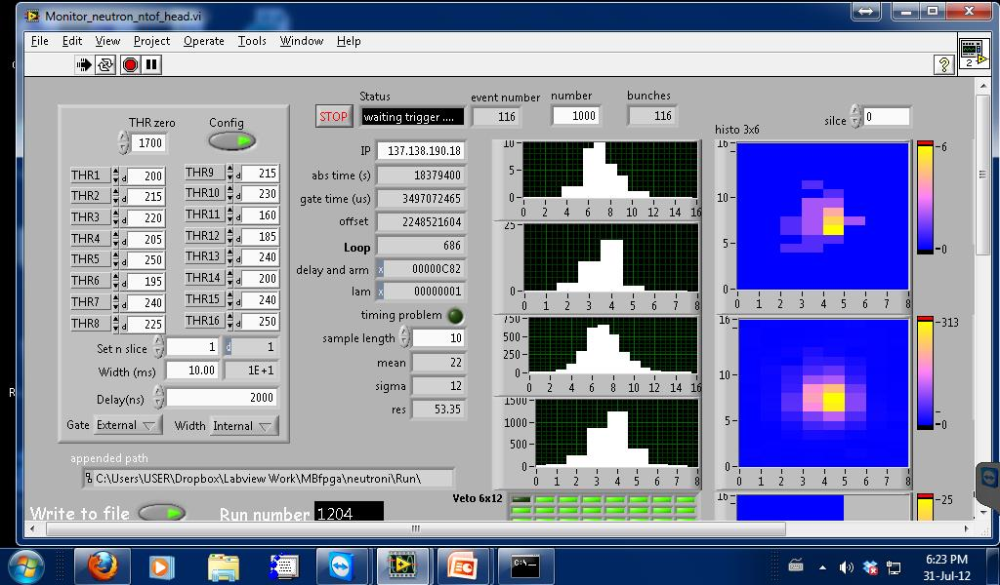 Monitor_neutron_ntof_head.vi
File Edit View Project Operate Tools Window Help
2
THR zero
1700
Config
THR1 d 200
THR2 d 215
THR3 d 220
THR4 d 205
THR5 d 250
THR6 d 195
THR7 d 240
THR8 d 225
THR9 d 215
THR10 d 230
THR11 d 160
THR12 d 185
THR13 d 240
THR14 d 200
THR15 d 240
THR16 d 250
Set n slice 1 d 1
Width (ms) 10.00 1E+1
Delay(ns) 2000
Gate External Width Internal
appended path
C:\Users\USER\Dropbox\Labview Work\MBfpga\neutroni\Run\
Write to file Run number 1204
STOP
Status
waiting trigger ....
event number
116
number
1000
bunches
116
IP 137.138.190.18
abs time (s) 18379400
gate time (us) 3497072465
offset 2248521604
Loop 686
delay and arm x 00000C82
lam x 00000001
timing problem
sample length 10
mean 22
sigma 12
res 53.35
10
5
0
0 2 4 6 8 10 12 14 16
25
0
0 1 2 3 4 5 6 7 8
750
500
250
0
0 2 4 6 8 10 12 14 16
1500
1000
500
0
0 1 2 3 4 5 6 7 8
Veto 6x12
silce 0
histo 3x6
16
10
5
0
0 1 2 3 4 5 6 7 8
6
0
16
10
5
0
0 1 2 3 4 5 6 7 8
313
0
16
25
C:\_
6:23 PM
31-Jul-12